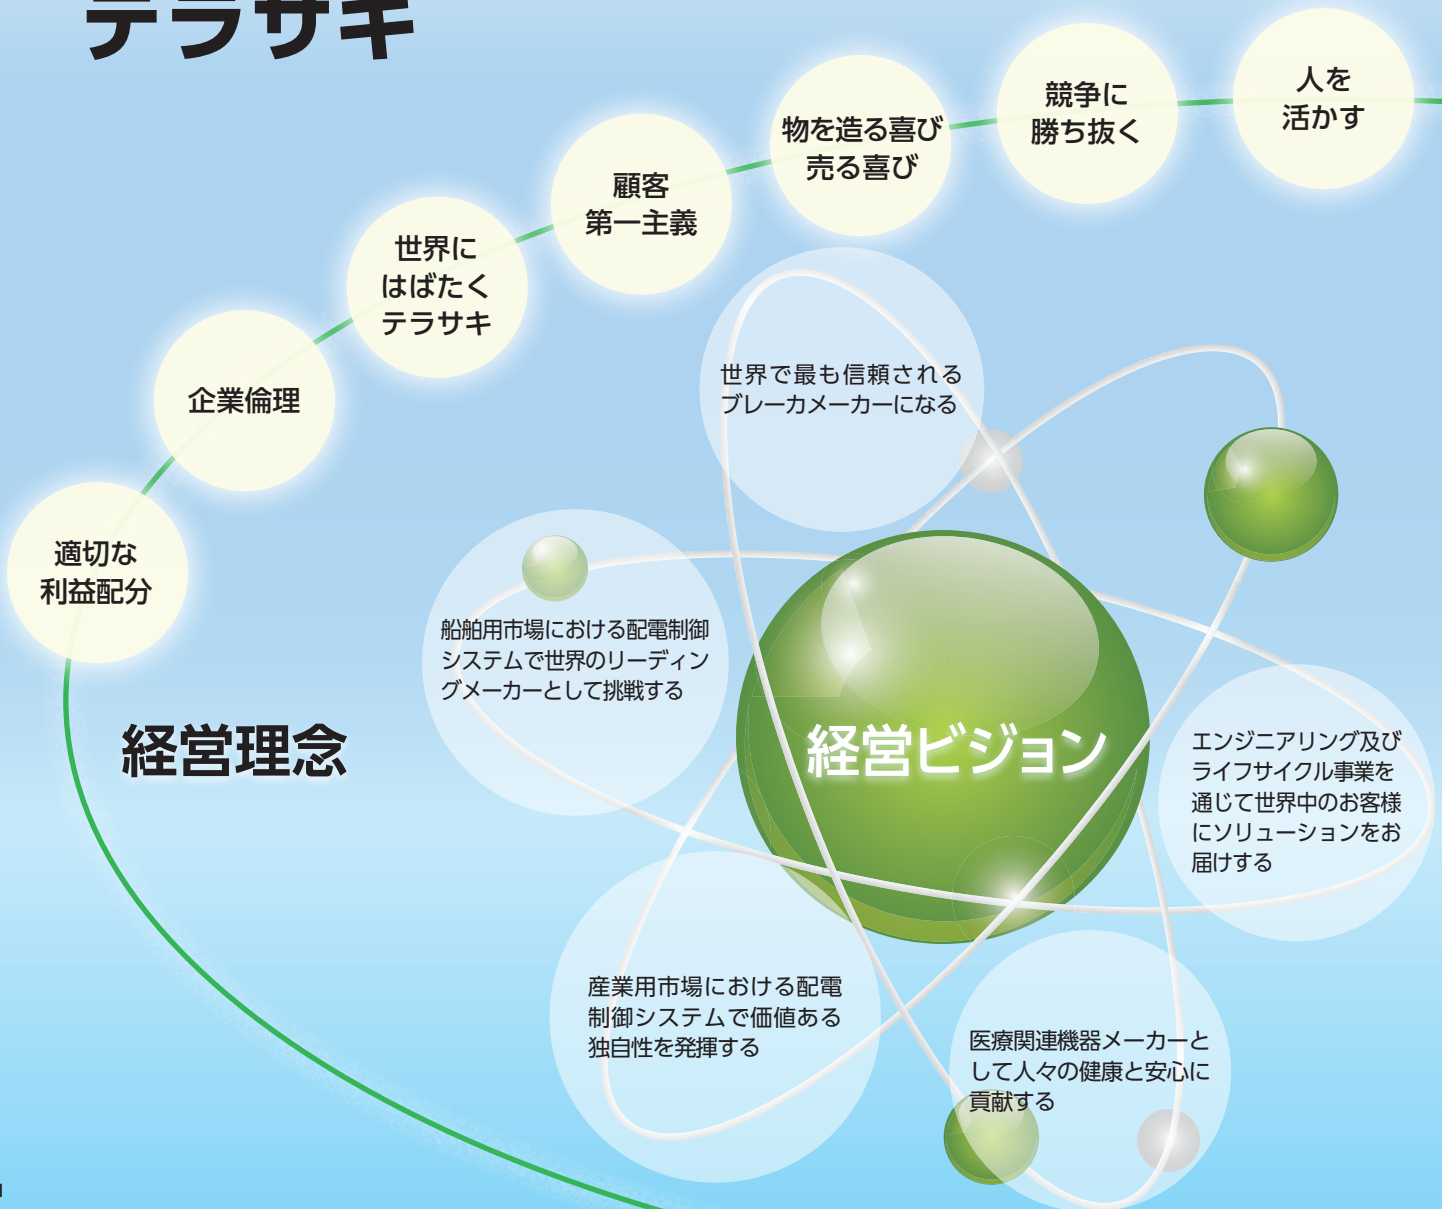 テラサキ
人を
活かす
競争に
勝ち抜く
物を造る喜び
売る喜び
顧客
第一主義
世界に
はばたく
テラサキ
企業倫理
適切な
利益配分
経営理念
世界で最も信頼される
ブレーカメーカーになる
船舶用市場における配電制御
システムで世界のリーディン
グメーカーとして挑戦する
経営ビジョン
エンジニアリング及び
ライフサイクル事業を
通じて世界中のお客様
にソリューションをお
届けする
産業用市場における配電
制御システムで価値ある
独自性を発揮する
医療関連機器メーカーと
して人々の健康と安心に
貢献する